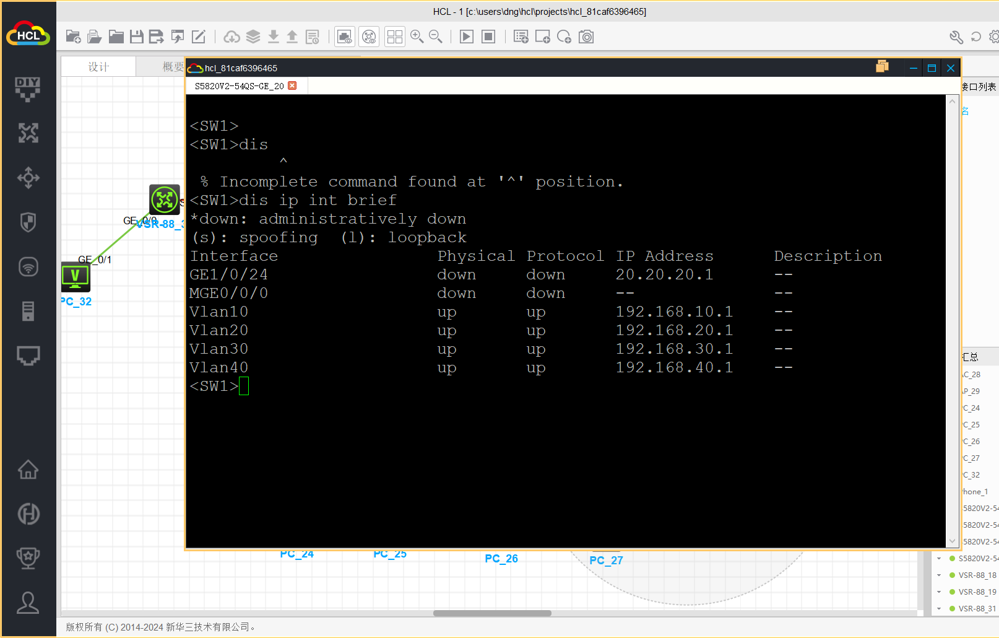 HCL - 1 [c:\users\dng\hcl\projects\hcl_81caf6396465]
HCL
设计
概要
DIY
hcl_81caf6396465
S5820V2-54QS-GE_20
接口列表
名
<SW1>
<SW1>dis
^
% Incomplete command found at '^' position.
<SW1>dis ip int brief
*down: administratively down
(s): spoofing  (l): loopback
Interface Physical Protocol IP Address Description
GE1/0/24 down down 20.20.20.1 --
MGE0/0/0 down down -- --
Vlan10 up up 192.168.10.1 --
Vlan20 up up 192.168.20.1 --
Vlan30 up up 192.168.30.1 --
Vlan40 up up 192.168.40.1 --
<SW1>
GE_0/0
VSR-88_3
GE_0/1
V
PC_32
PC_24
PC_25
PC_26
PC_27
汇总
C_28
P_29
C_24
C_25
C_26
C_27
C_32
hone_1
5820V2-54
5820V2-54
5820V2-54
S5820V2-54
VSR-88_18
VSR-88_19
VSR-88_31
版权所有 (C) 2014-2024 新华三技术有限公司。